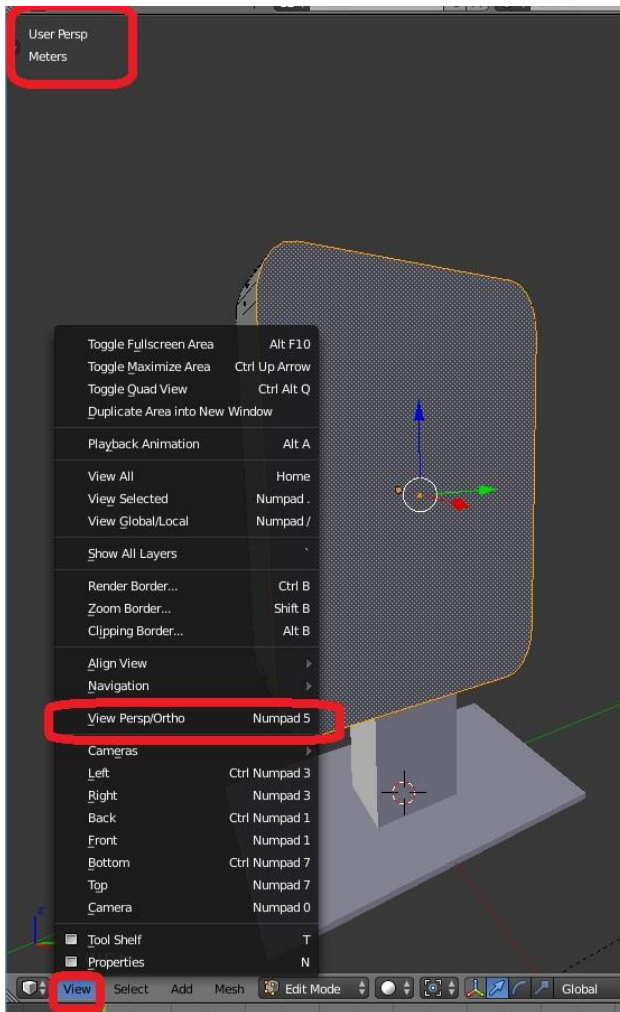 User Persp
Meters
Toggle Fullscreen Area Alt F10
Toggle Maximize Area Ctrl Up Arrow
Toggle Quad View Ctrl Alt Q
Duplicate Area into New Window
Playback Animation Alt A
View All Home
View Selected Numpad .
View Global/Local Numpad /
Show All Layers `
Render Border... Ctrl B
Zoom Border... Shift B
Clipping Border... Alt B
Align View
Navigation
View Persp/Ortho Numpad 5
Cameras
Left Ctrl Numpad 3
Right Numpad 3
Back Ctrl Numpad 1
Front Numpad 1
Bottom Ctrl Numpad 7
Top Numpad 7
Camera Numpad 0
z
Tool Shelf T
Properties N
View Select Add Mesh Edit Mode Global